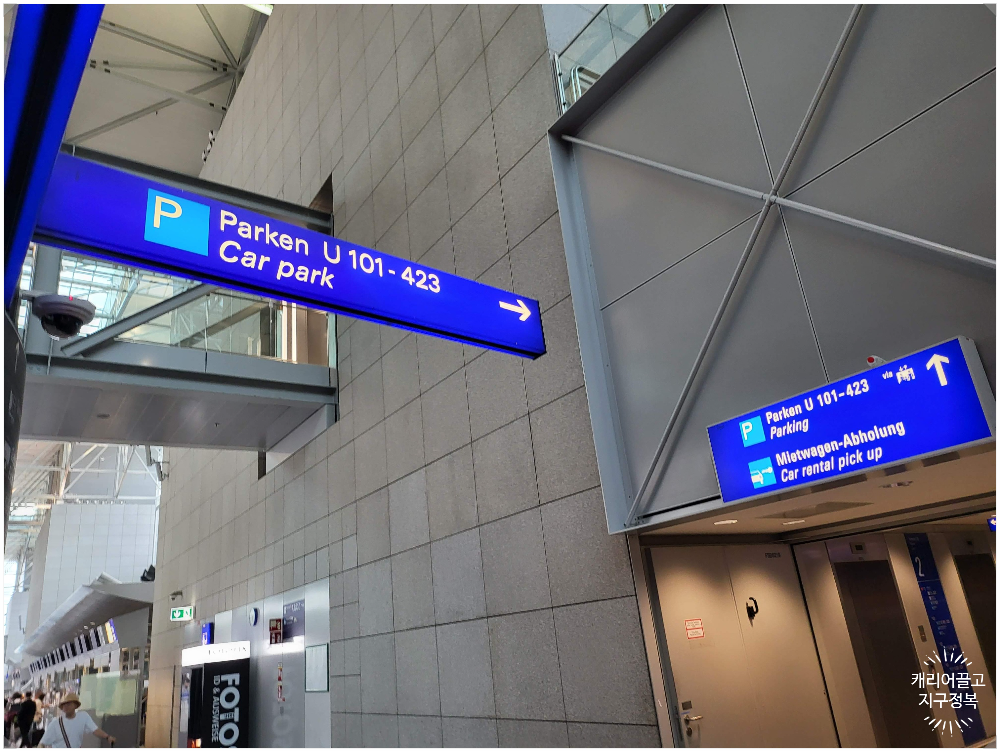 P Parken U 101-423
Car park
P Parken U 101-423 via
Parking
Mietwagen-Abholung
Car rental pick up
2
FOTO
ID & AUSWEISE
캐리어끌고
지구정복